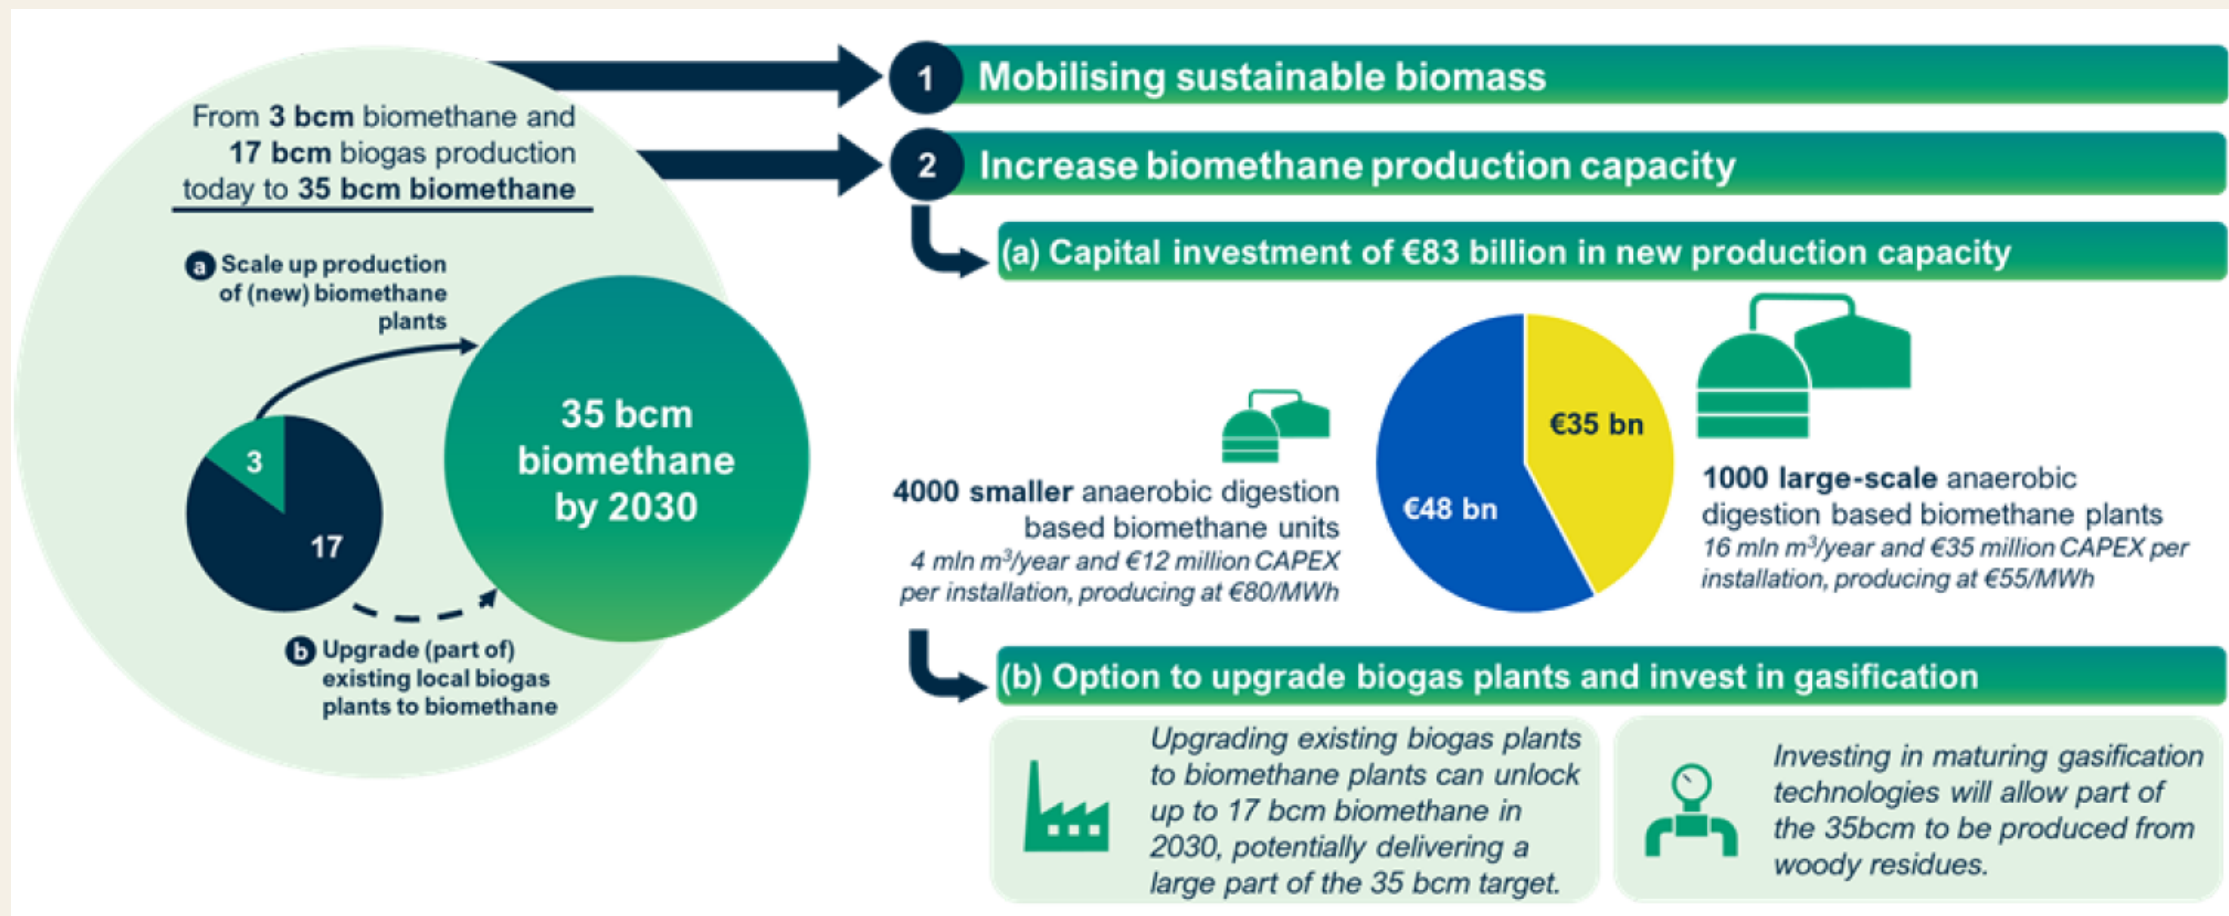 From 3 bcm biomethane and
17 bcm biogas production
today to 35 bcm biomethane
a Scale up production
of (new) biomethane
plants
3
17
35 bcm
biomethane
by 2030
b Upgrade (part of)
existing local biogas
plants to biomethane
1 Mobilising sustainable biomass
2 Increase biomethane production capacity
(a) Capital investment of €83 billion in new production capacity
4000 smaller anaerobic digestion
based biomethane units
4 mln m³/year and €12 million CAPEX
per installation, producing at €80/MWh
€48 bn
€35 bn
1000 large-scale anaerobic
digestion based biomethane plants
16 mln m³/year and €35 million CAPEX per
installation, producing at €55/MWh
(b) Option to upgrade biogas plants and invest in gasification
Upgrading existing biogas plants
to biomethane plants can unlock
up to 17 bcm biomethane in
2030, potentially delivering a
large part of the 35 bcm target.
Investing in maturing gasification
technologies will allow part of
the 35bcm to be produced from
woody residues.